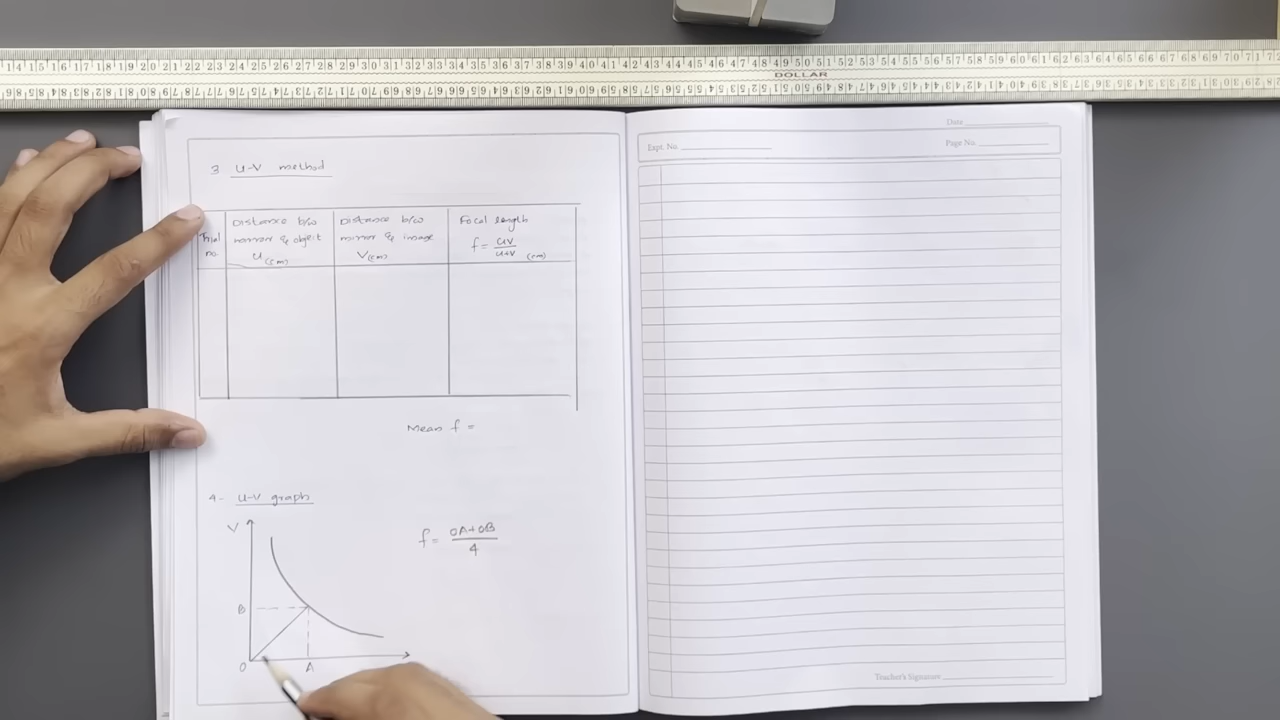 DOLLAR
3 U-V method
Trial no.
Distance b/w mirror & object U (cm)
Distance b/w mirror & image V (cm)
Focal length f = uv/u+v (cm)
Mean f =
4- U-V graph
V
B
O
A
f = OA+OB/4
Date
Expt. No.
Page No.
Teacher's Signature